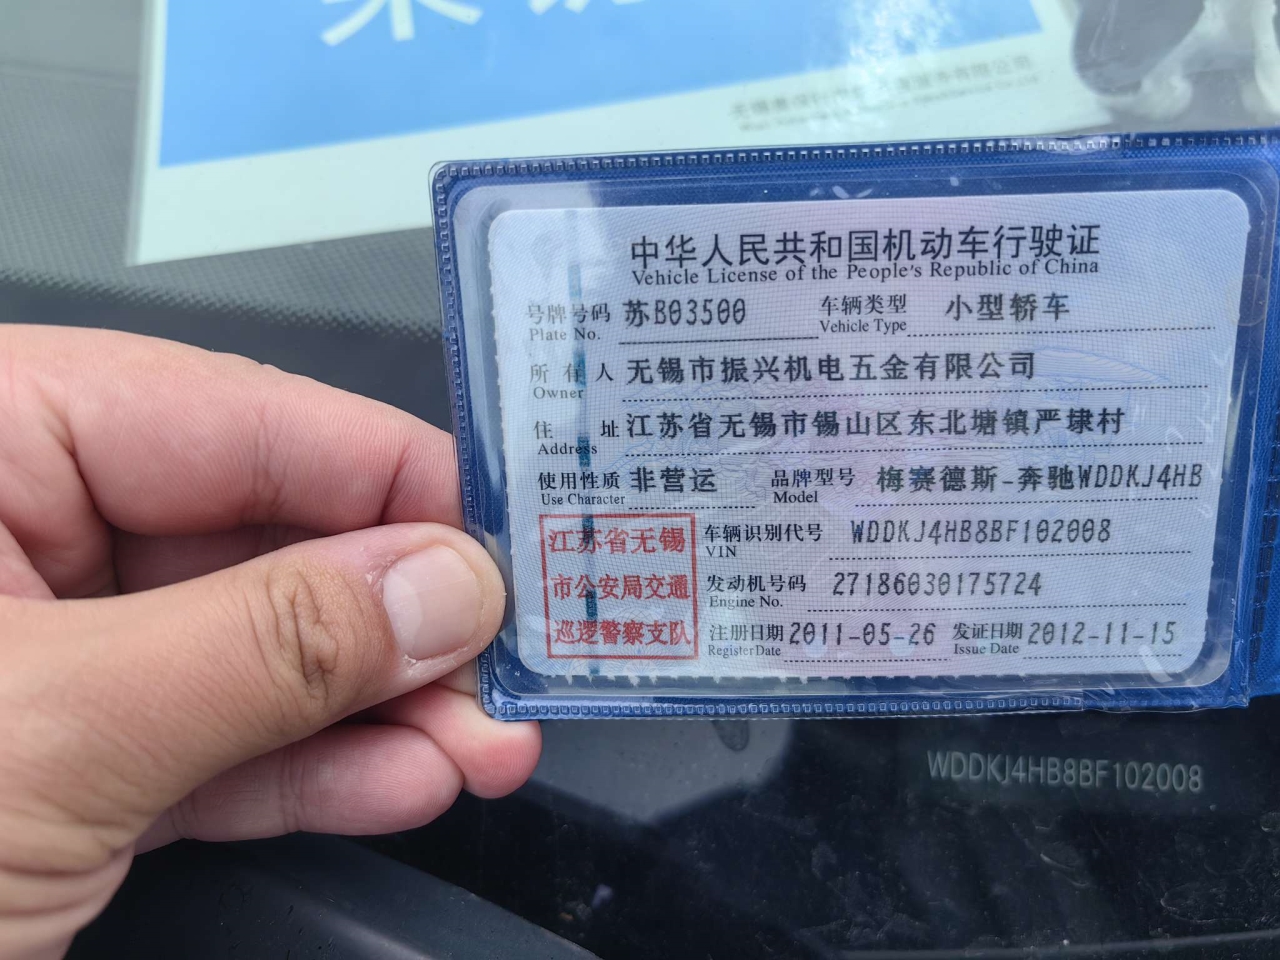 中华人民共和国机动车行驶证
Vehicle License of the People's Republic of China
号牌号码 苏B03500 车辆类型 小型轿车
Plate No. Vehicle Type
所有人 无锡市振兴机电五金有限公司
Owner
住址 江苏省无锡市锡山区东北塘镇严埭村
Address
使用性质 非营运 品牌型号 梅赛德斯-奔驰WDDKJ4HB
Use Character Model
江苏省无锡
市公安局交通
巡逻警察支队
车辆识别代号 WDDKJ4HB8BF102008
VIN
发动机号码 27186030175724
Engine No.
注册日期 2011-05-26 发证日期 2012-11-15
Register Date Issue Date
WDDKJ4HB8BF102008